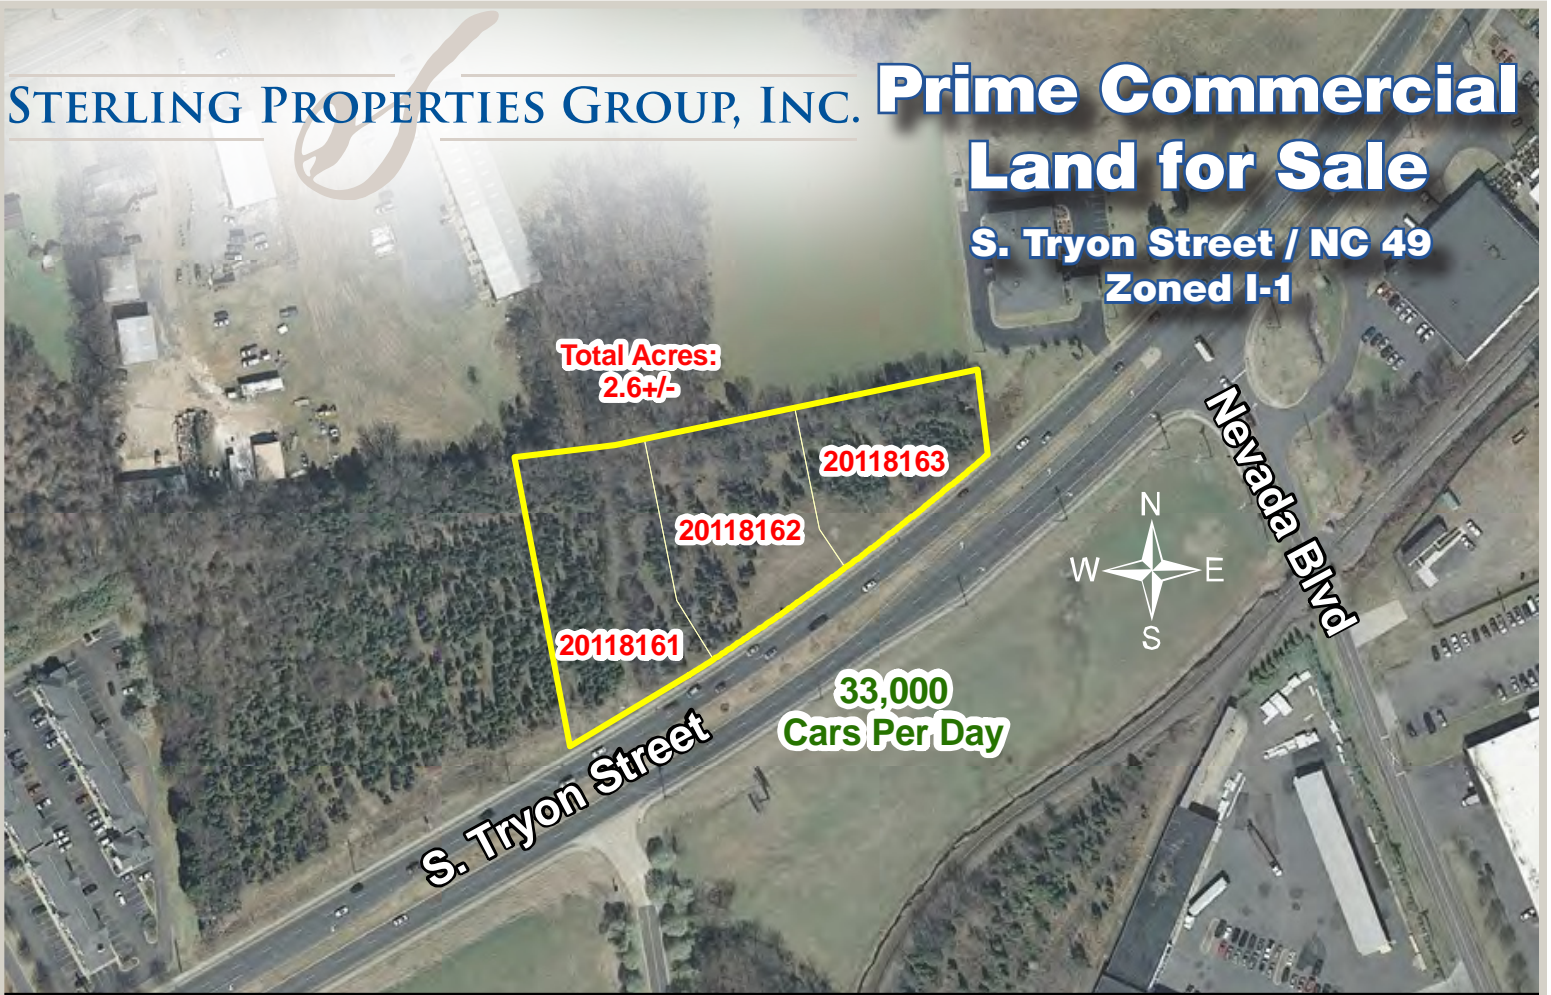 STERLING PROPERTIES GROUP, INC.
Prime Commercial
Land for Sale
S. Tryon Street / NC 49
Zoned I-1
Total Acres:
2.6+/-
20118163
20118162
20118161
Nevada Blvd
N
W
E
S
33,000
Cars Per Day
S. Tryon Street